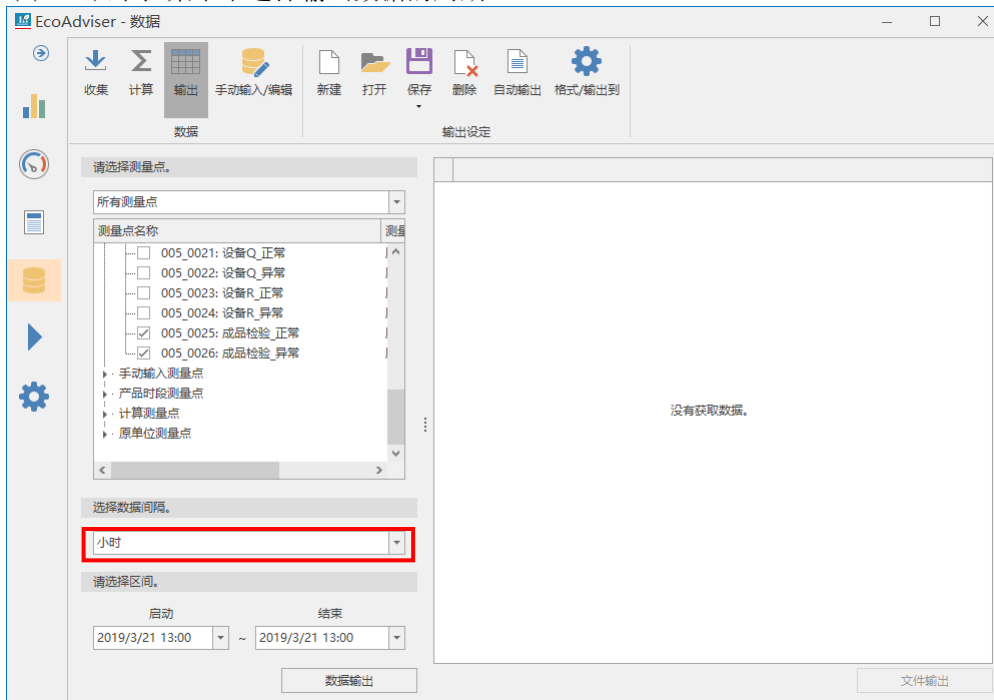 EcoAdviser - 数据
收集
计算
输出
手动输入/编辑
新建
打开
保存
删除
自动输出
格式/输出到
数据
输出设定
请选择测量点。
所有测量点
测量点名称
005_0021: 设备Q_正常
005_0022: 设备Q_异常
005_0023: 设备R_正常
005_0024: 设备R_异常
005_0025: 成品检验_正常
005_0026: 成品检验_异常
手动输入测量点
产品时段测量点
计算测量点
原单位测量点
没有获取数据。
选择数据间隔。
小时
请选择区间。
启动
结束
2019/3/21 13:00 ~ 2019/3/21 13:00
数据输出
文件输出